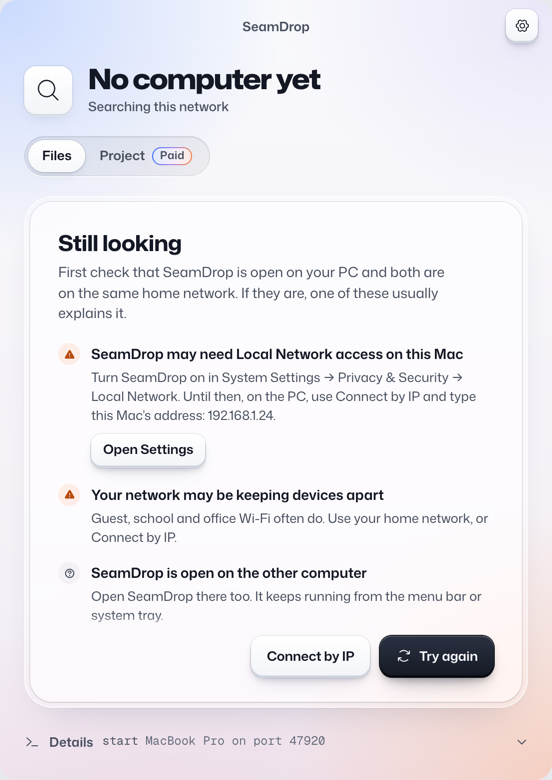 SeamDrop
No computer yet
Searching this network
Files
Project Paid
Still looking
First check that SeamDrop is open on your PC and both are
on the same home network. If they are, one of these usually
explains it.
SeamDrop may need Local Network access on this Mac
Turn SeamDrop on in System Settings → Privacy & Security →
Local Network. Until then, on the PC, use Connect by IP and type
this Mac’s address: 192.168.1.24.
Open Settings
Your network may be keeping devices apart
Guest, school and office Wi-Fi often do. Use your home network, or
Connect by IP.
SeamDrop is open on the other computer
Open SeamDrop there too. It keeps running from the menu bar or
system tray.
Connect by IP
Try again
Details start MacBook Pro on port 47920